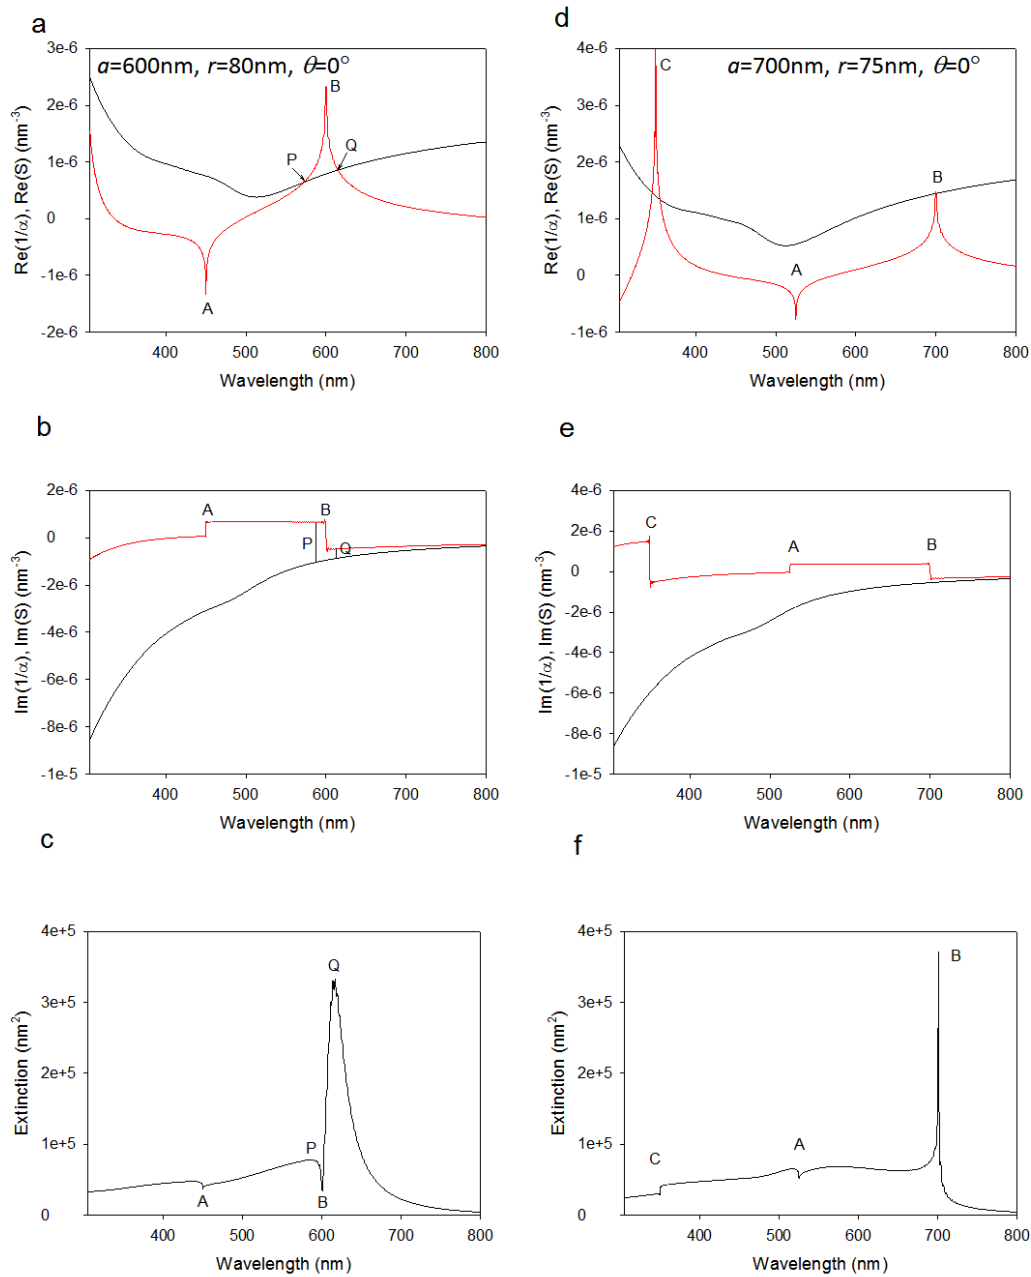 a
a=600nm, r=80nm, θ=0°
3e-6
2e-6
1e-6
0
-1e-6
-2e-6
Re(1/α), Re(S) (nm-3)
A
B
P
Q
400
500
600
700
800
Wavelength (nm)
d
a=700nm, r=75nm, θ=0°
4e-6
3e-6
2e-6
1e-6
0
-1e-6
Re(1/α), Re(S) (nm-3)
C
A
B
400
500
600
700
800
Wavelength (nm)
b
2e-6
0
-2e-6
-4e-6
-6e-6
-8e-6
-1e-5
Im(1/α), Im(S) (nm-3)
A
B
P
Q
400
500
600
700
800
Wavelength (nm)
e
4e-6
2e-6
0
-2e-6
-4e-6
-6e-6
-8e-6
-1e-5
Im(1/α), Im(S) (nm-3)
C
A
B
400
500
600
700
800
Wavelength (nm)
c
4e+5
3e+5
2e+5
1e+5
0
Extinction (nm2)
Q
P
A
B
400
500
600
700
800
Wavelength (nm)
f
4e+5
3e+5
2e+5
1e+5
0
Extinction (nm2)
B
A
C
400
500
600
700
800
Wavelength (nm)